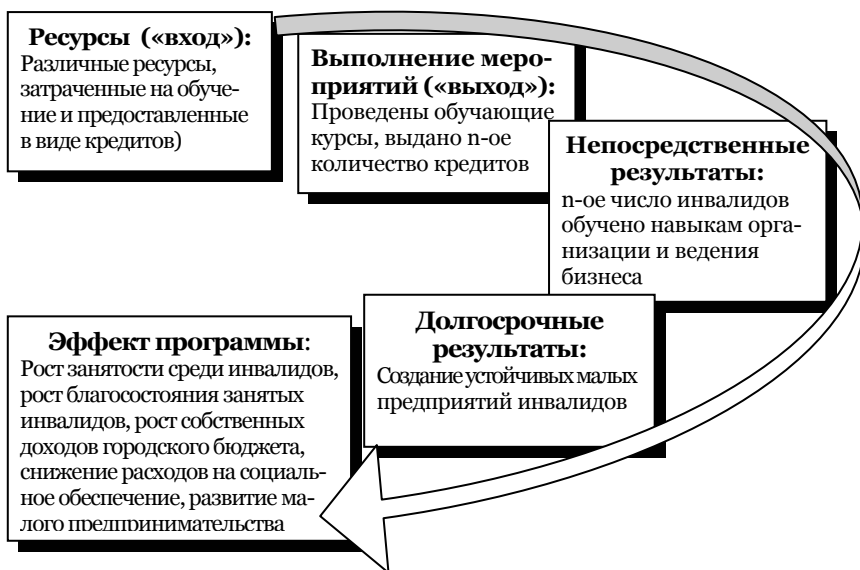 Ресурсы («вход»):
Различные ресурсы,
затраченные на обуче-
ние и предоставленные
в виде кредитов)
Выполнение меро-
приятий («выход»):
Проведены обучающие
курсы, выдано n-ое
количество кредитов
Непосредственные
результаты:
n-ое число инвалидов
обучено навыкам орга-
низации и ведения
бизнеса
Долгосрочные
результаты:
Создание устойчивых малых
предприятий инвалидов
Эффект программы:
Рост занятости среди инвалидов,
рост благосостояния занятых
инвалидов, рост собственных
доходов городского бюджета,
снижение расходов на социаль-
ное обеспечение, развитие ма-
лого предпринимательства